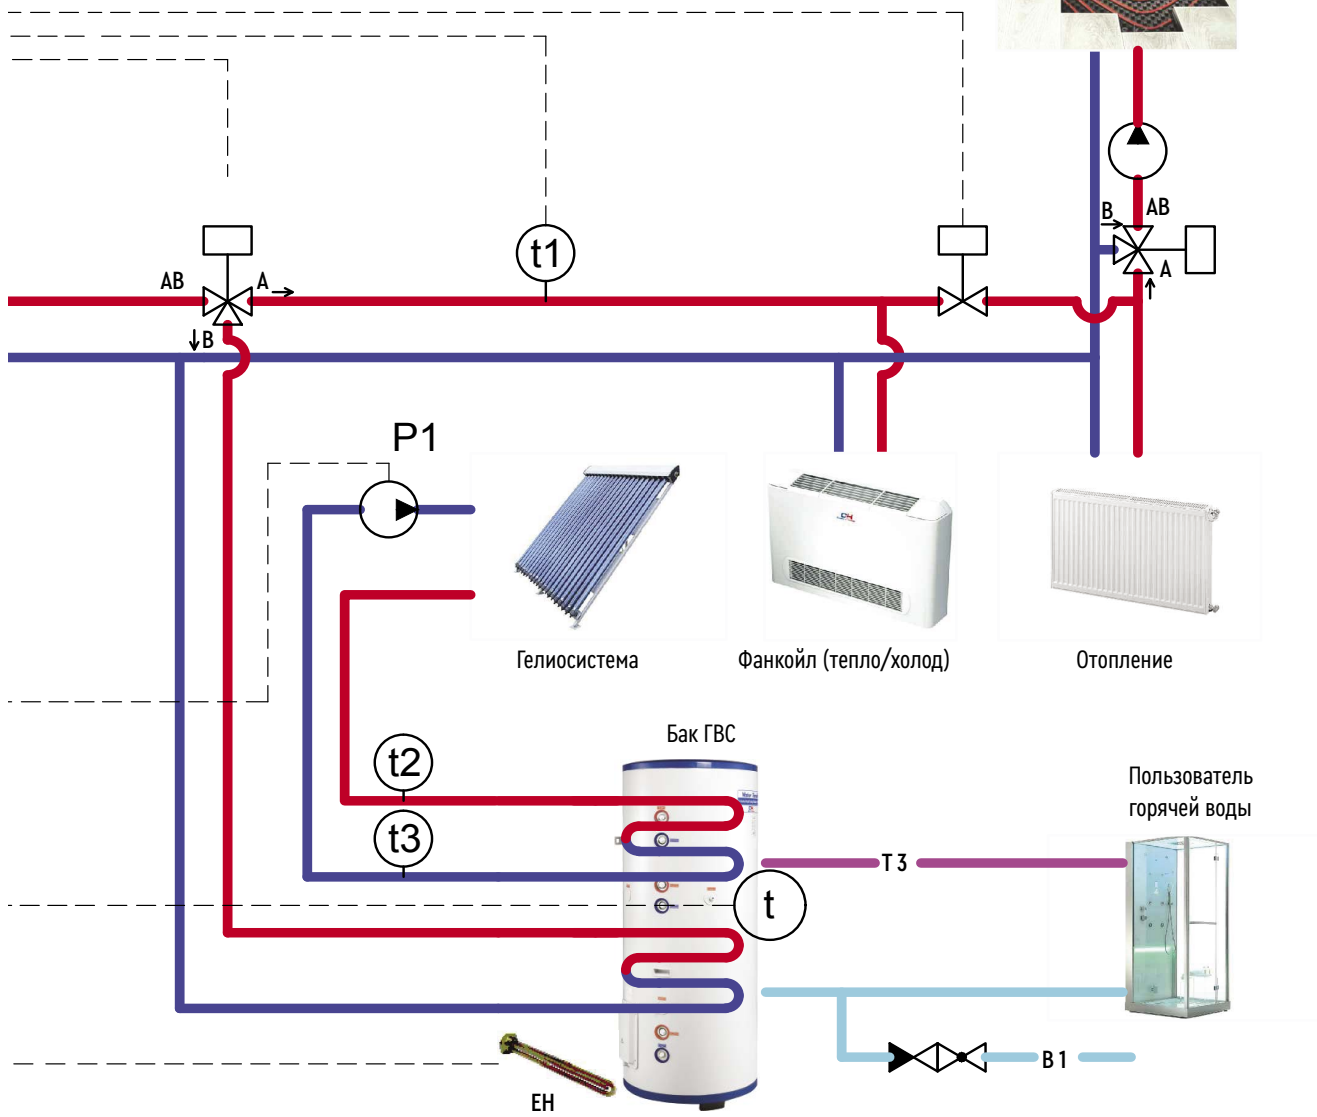 B
AB
t1
AB
A
A
B
P1
CH
Гелиосистема
Фанкойл (тепло/холод)
Отопление
Бак ГВС
t2
Пользователь
горячей воды
t3
T 3
t
B 1
EH